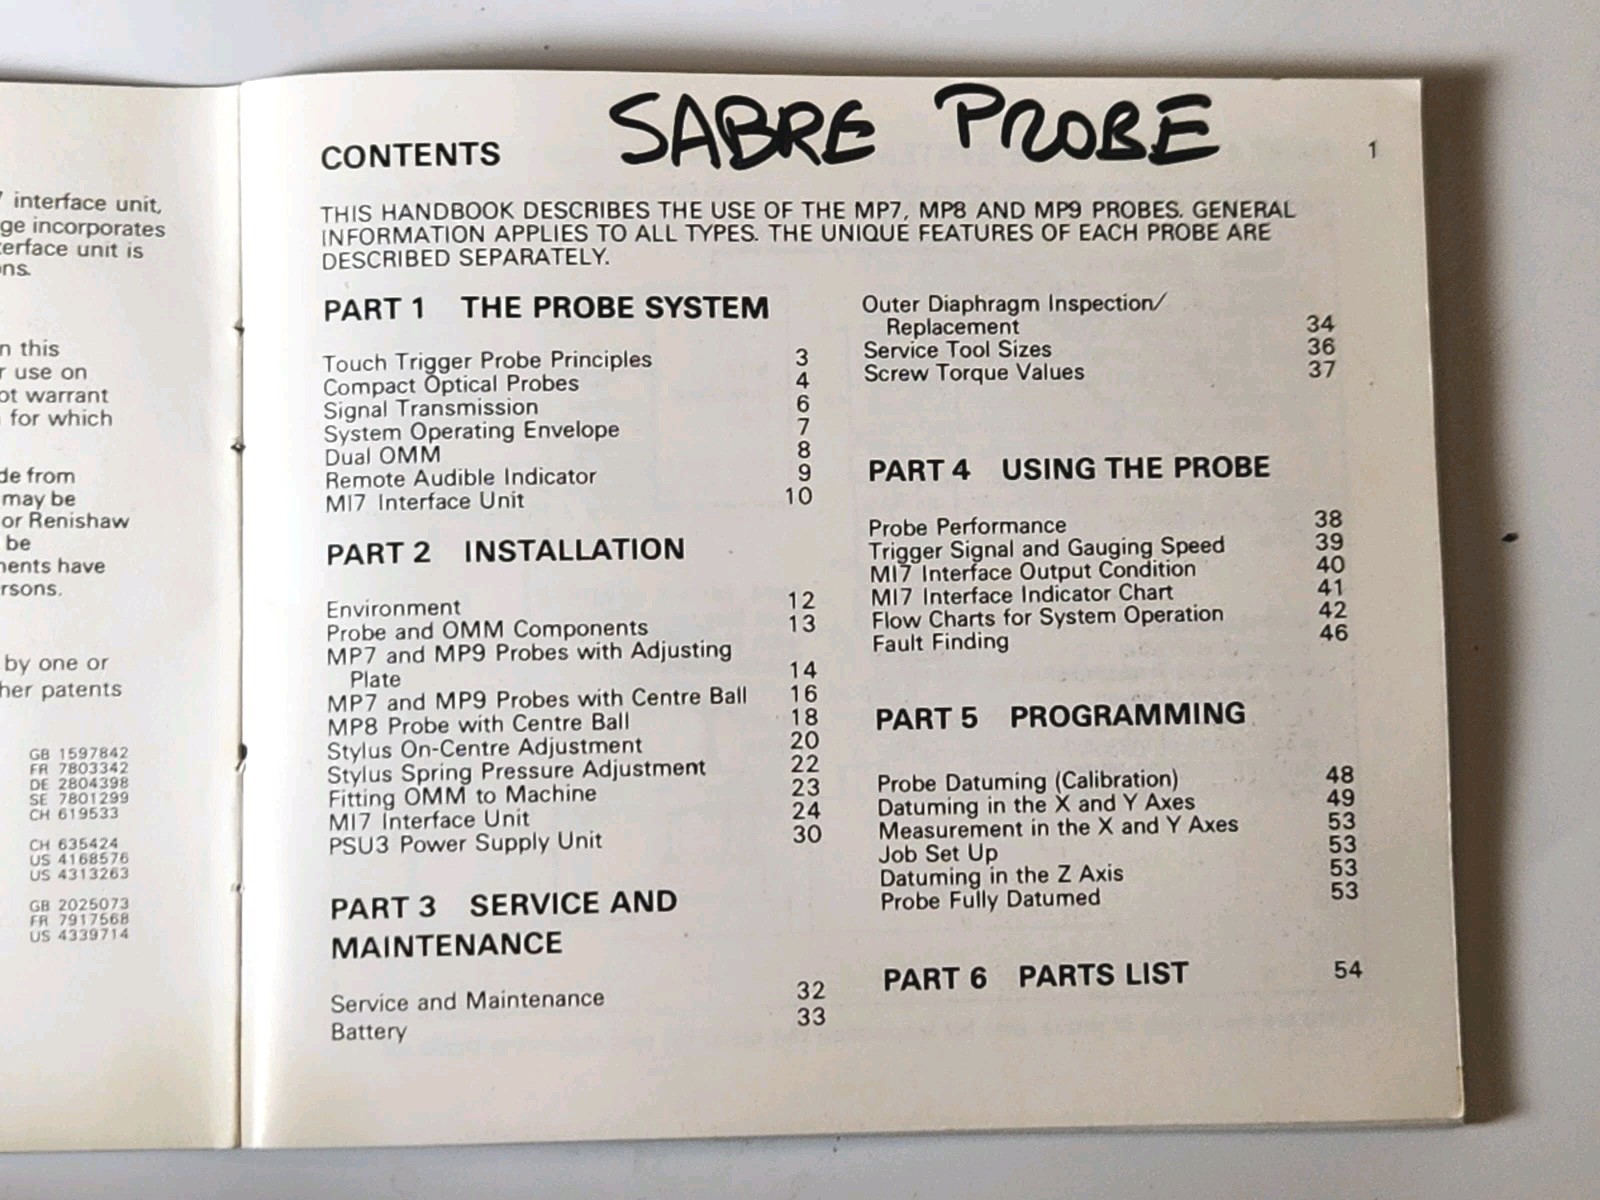 7 interface unit,
ge incorporates
terface unit is
ns.
n this
r use on
ot warrant
for which
de from
may be
or Renishaw
be
nents have
rsons.
by one or
her patents
GB 1597842
FR 7803342
DE 2804398
SE 7801299
CH 619533
CH 635424
US 4168576
US 4313263
GB 2025073
FR 7917568
US 4339714
SABRE PROBE
CONTENTS
1
THIS HANDBOOK DESCRIBES THE USE OF THE MP7, MP8 AND MP9 PROBES. GENERAL
INFORMATION APPLIES TO ALL TYPES. THE UNIQUE FEATURES OF EACH PROBE ARE
DESCRIBED SEPARATELY.
PART 1 THE PROBE SYSTEM
Touch Trigger Probe Principles 3
Compact Optical Probes 4
Signal Transmission 6
System Operating Envelope 7
Dual OMM 8
Remote Audible Indicator 9
MI7 Interface Unit 10
PART 2 INSTALLATION
Environment 12
Probe and OMM Components 13
MP7 and MP9 Probes with Adjusting
Plate 14
MP7 and MP9 Probes with Centre Ball 16
MP8 Probe with Centre Ball 18
Stylus On-Centre Adjustment 20
Stylus Spring Pressure Adjustment 22
Fitting OMM to Machine 23
MI7 Interface Unit 24
PSU3 Power Supply Unit 30
PART 3 SERVICE AND
MAINTENANCE
Service and Maintenance 32
Battery 33
Outer Diaphragm Inspection/
Replacement 34
Service Tool Sizes 36
Screw Torque Values 37
PART 4 USING THE PROBE
Probe Performance 38
Trigger Signal and Gauging Speed 39
MI7 Interface Output Condition 40
MI7 Interface Indicator Chart 41
Flow Charts for System Operation 42
Fault Finding 46
PART 5 PROGRAMMING
Probe Datuming (Calibration) 48
Datuming in the X and Y Axes 49
Measurement in the X and Y Axes 53
Job Set Up 53
Datuming in the Z Axis 53
Probe Fully Datumed 53
PART 6 PARTS LIST 54